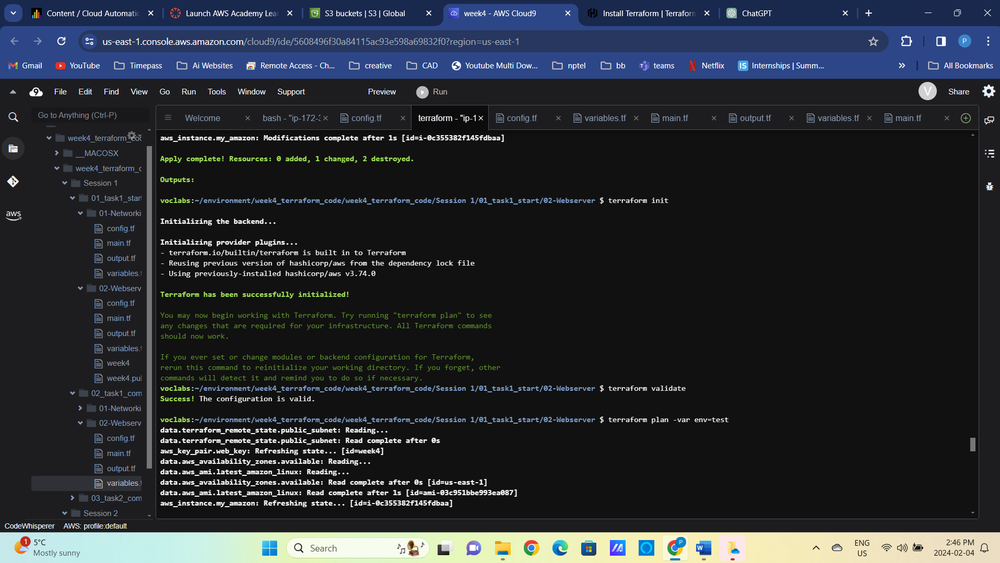 Content / Cloud Automatic
Launch AWS Academy Lea
S3 buckets | S3 | Global
week4 - AWS Cloud9
Install Terraform | Terraform
ChatGPT
us-east-1.console.aws.amazon.com/cloud9/ide/5608496f30a84115ac93e598a69832f0?region=us-east-1
P
Gmail
YouTube
Timepass
Ai Websites
Remote Access - Ch...
creative
CAD
Youtube Multi Dow...
nptel
bb
teams
Netflix
IS Internships | Summ...
All Bookmarks
9
File Edit Find View Go Run Tools Window Support Preview Run
V
Share
Go to Anything (Ctrl-P)
Welcome
bash - "ip-172-3
config.tf
terraform - "ip-1
config.tf
variables.tf
main.tf
output.tf
variables.tf
main.tf
aws
week4_terraform_coc
__MACOSX
week4_terraform_c
Session 1
01_task1_start
01-Networki
config.tf
main.tf
output.tf
variables.t
02-Webserv
config.tf
main.tf
output.tf
variables.t
week4
week4.pul
02_task1_com
01-Networki
02-Webserv
config.tf
main.tf
output.tf
variables.t
03_task2_com
Session 2
aws_instance.my_amazon: Modifications complete after 1s [id=i-0c355382f145fdbaa]
Apply complete! Resources: 0 added, 1 changed, 2 destroyed.
Outputs:
voclabs:~/environment/week4_terraform_code/week4_terraform_code/Session 1/01_task1_start/02-Webserver $ terraform init
Initializing the backend...
Initializing provider plugins...
- terraform.io/builtin/terraform is built in to Terraform
- Reusing previous version of hashicorp/aws from the dependency lock file
- Using previously-installed hashicorp/aws v3.74.0
Terraform has been successfully initialized!
You may now begin working with Terraform. Try running "terraform plan" to see
any changes that are required for your infrastructure. All Terraform commands
should now work.
If you ever set or change modules or backend configuration for Terraform,
rerun this command to reinitialize your working directory. If you forget, other
commands will detect it and remind you to do so if necessary.
voclabs:~/environment/week4_terraform_code/week4_terraform_code/Session 1/01_task1_start/02-Webserver $ terraform validate
Success! The configuration is valid.
voclabs:~/environment/week4_terraform_code/week4_terraform_code/Session 1/01_task1_start/02-Webserver $ terraform plan -var env=test
data.terraform_remote_state.public_subnet: Reading...
data.terraform_remote_state.public_subnet: Read complete after 0s
aws_key_pair.web_key: Refreshing state... [id=week4]
data.aws_availability_zones.available: Reading...
data.aws_ami.latest_amazon_linux: Reading...
data.aws_availability_zones.available: Read complete after 0s [id=us-east-1]
data.aws_ami.latest_amazon_linux: Read complete after 1s [id=ami-03c951bbe993ea087]
aws_instance.my_amazon: Refreshing state... [id=i-0c355382f145fdbaa]
CodeWhisperer AWS: profile:default
1
5°C
Mostly sunny
Search
P
W
ENG
US
2:46 PM
2024-02-04